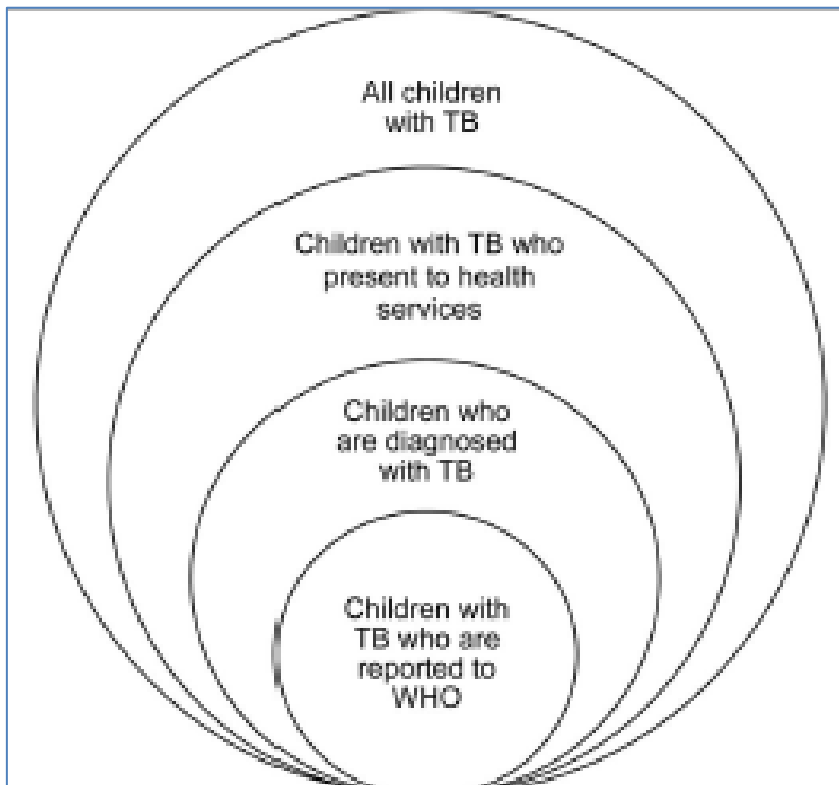 All children
with TB
Children with TB who
present to health
services
Children who
are diagnosed
with TB
Children with
TB who are
reported to
WHO